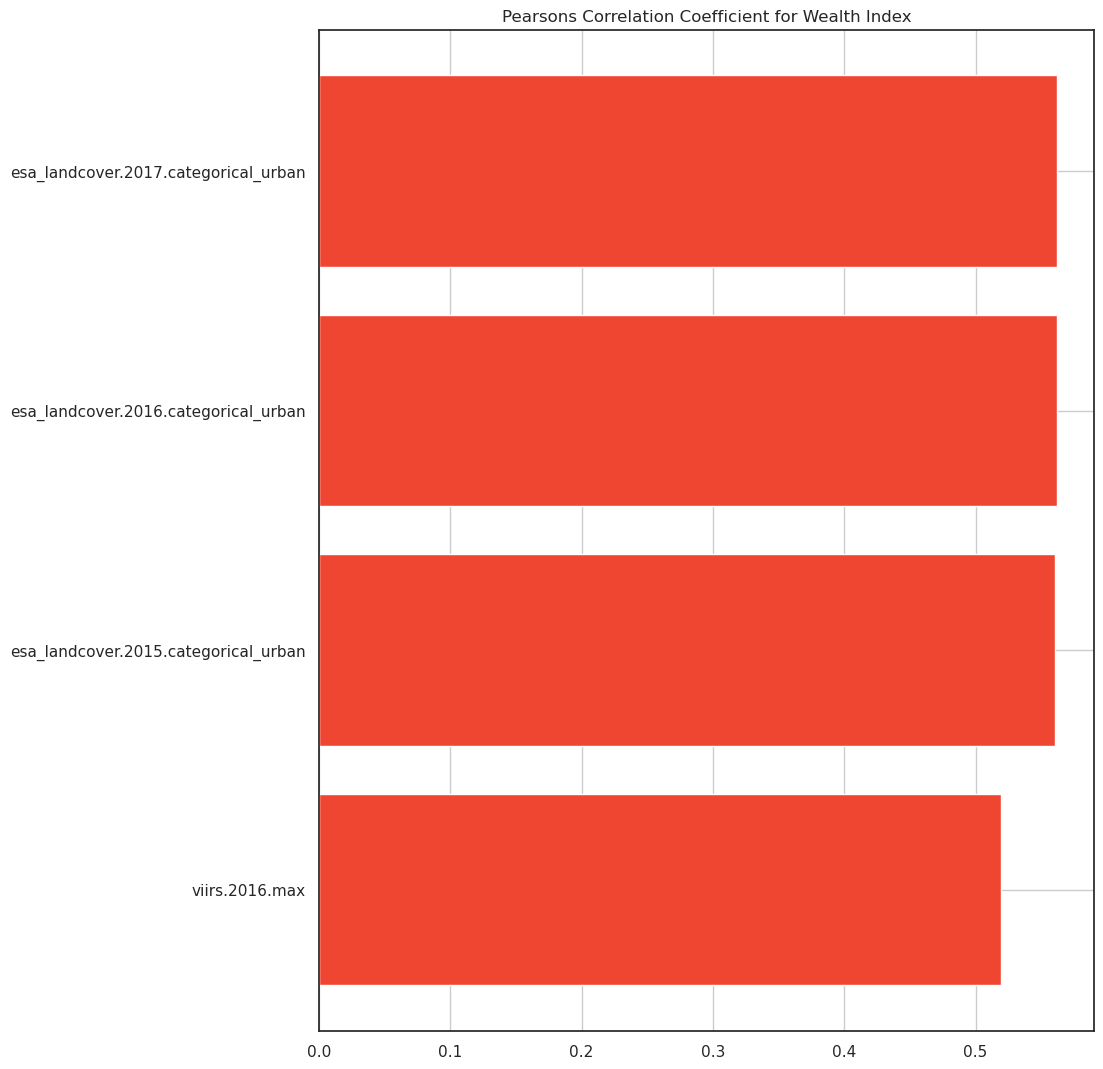 Pearsons Correlation Coefficient for Wealth Index
esa_landcover.2017.categorical_urban
esa_landcover.2016.categorical_urban
esa_landcover.2015.categorical_urban
viirs.2016.max
0.0 0.1 0.2 0.3 0.4 0.5